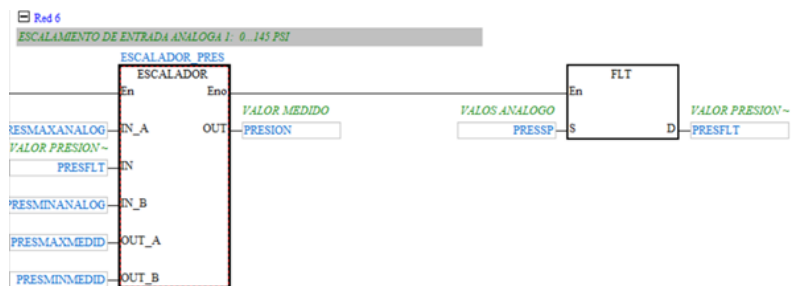 Red 6
ESCALAMIENTO DE ENTRADA ANALOGA 1: 0...145 PSI
ESCALADOR_PRES
ESCALADOR
FLT
En Eno
En
VALOR MEDIDO
VALOS ANALOGO
VALOR PRESION~
RESMAXANALOG IN_A OUT PRESION
PRESSP S D PRESFLT
VALOR PRESION~
PRESFLT IN
PRESMINANALOG IN_B
PRESMAXMEDID OUT_A
PRESMINMEDID OUT_B